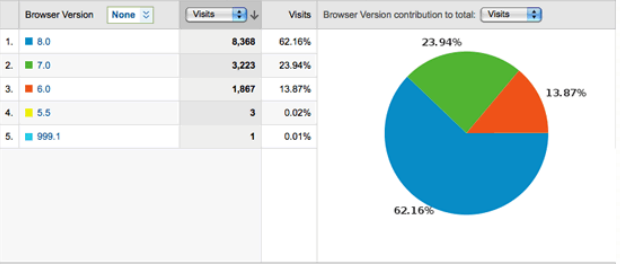 Browser Version None Visits Visits Browser Version contribution to total: Visits
1. 8.0 8,368 62.16%
2. 7.0 3,223 23.94%
3. 6.0 1,867 13.87%
4. 5.5 3 0.02%
5. 999.1 1 0.01%
23.94%
13.87%
62.16%